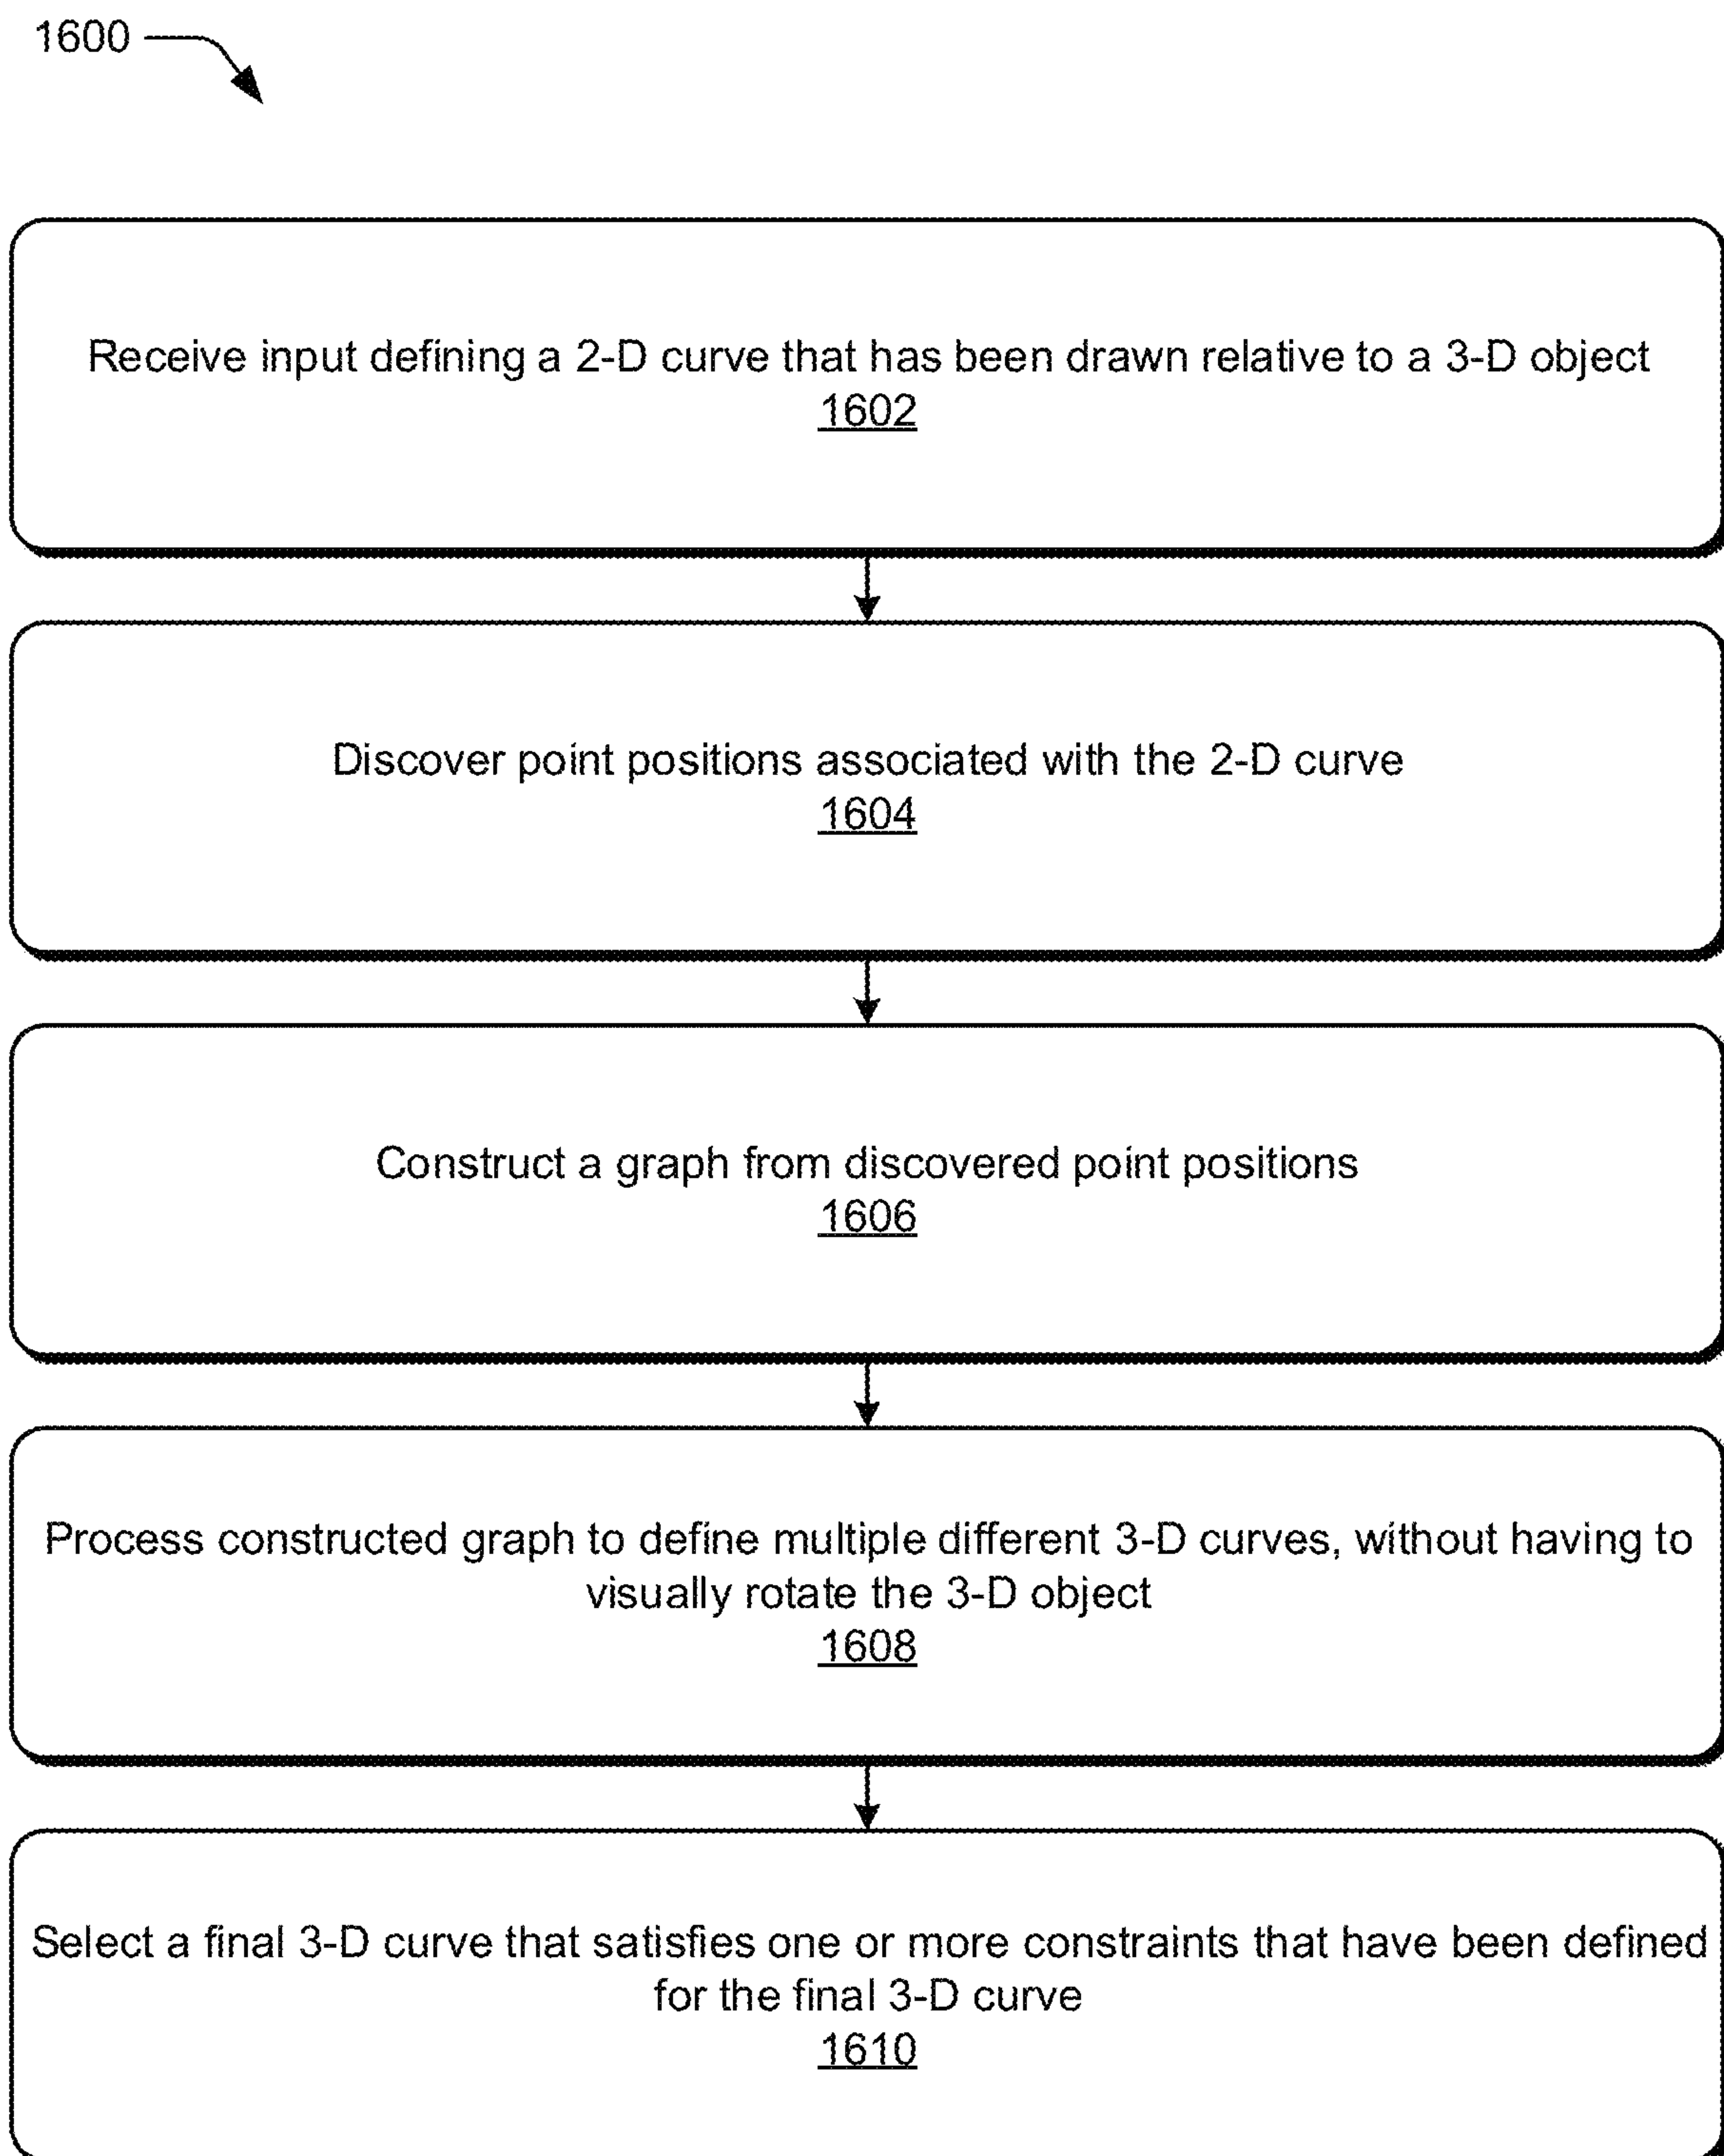 1600
Receive input defining a 2-D curve that has been drawn relative to a 3-D object
1602
Discover point positions associated with the 2-D curve
1604
Construct a graph from discovered point positions
1606
Process constructed graph to define multiple different 3-D curves, without having to
visually rotate the 3-D object
1608
Select a final 3-D curve that satisfies one or more constraints that have been defined
for the final 3-D curve
1610